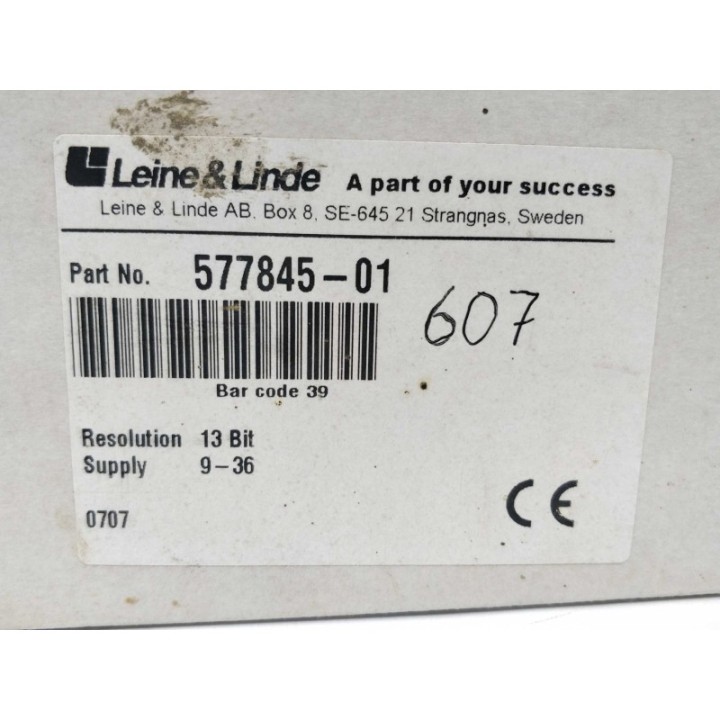 Leine & Linde A part of your success
Leine & Linde AB. Box 8, SE-645 21 Strangnas, Sweden
Part No. 577845-01
607
Bar code 39
Resolution 13 Bit
Supply 9-36
0707
CE